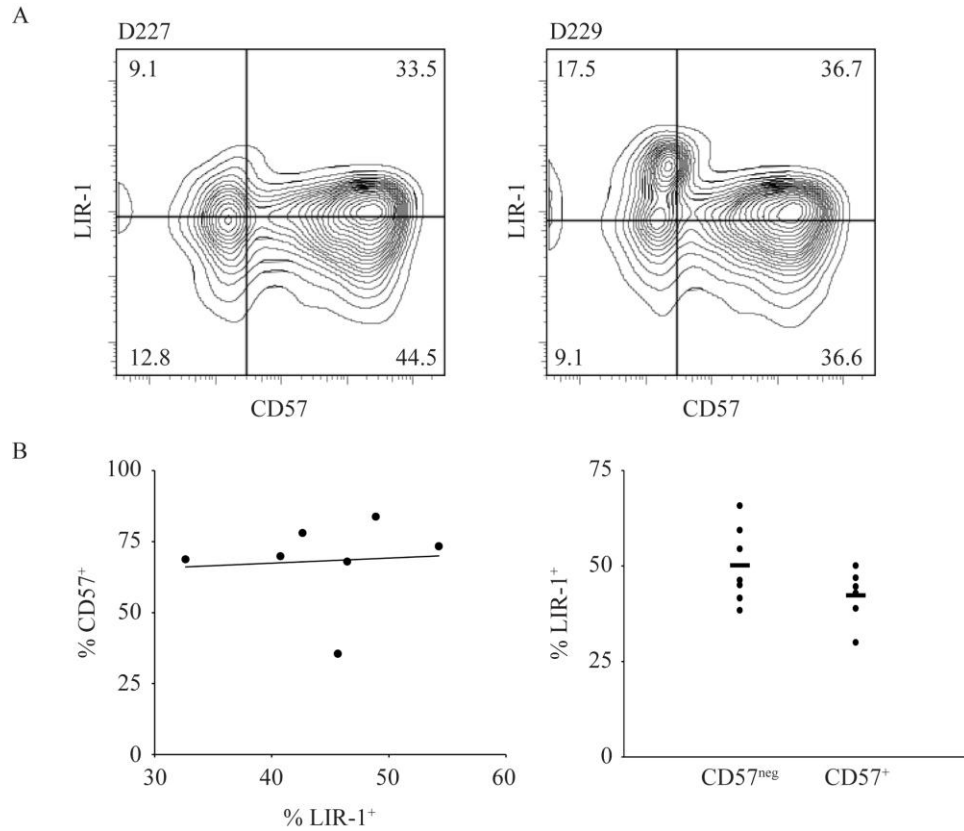 A
D227
D229
9.1
33.5
17.5
36.7
LIR-1
LIR-1
12.8
44.5
9.1
36.6
CD57
CD57
B
100
75
50
25
0
% CD57⁺
30
40
50
60
% LIR-1⁺
75
50
25
0
% LIR-1⁺
CD57ⁿᵉᵍ
CD57⁺